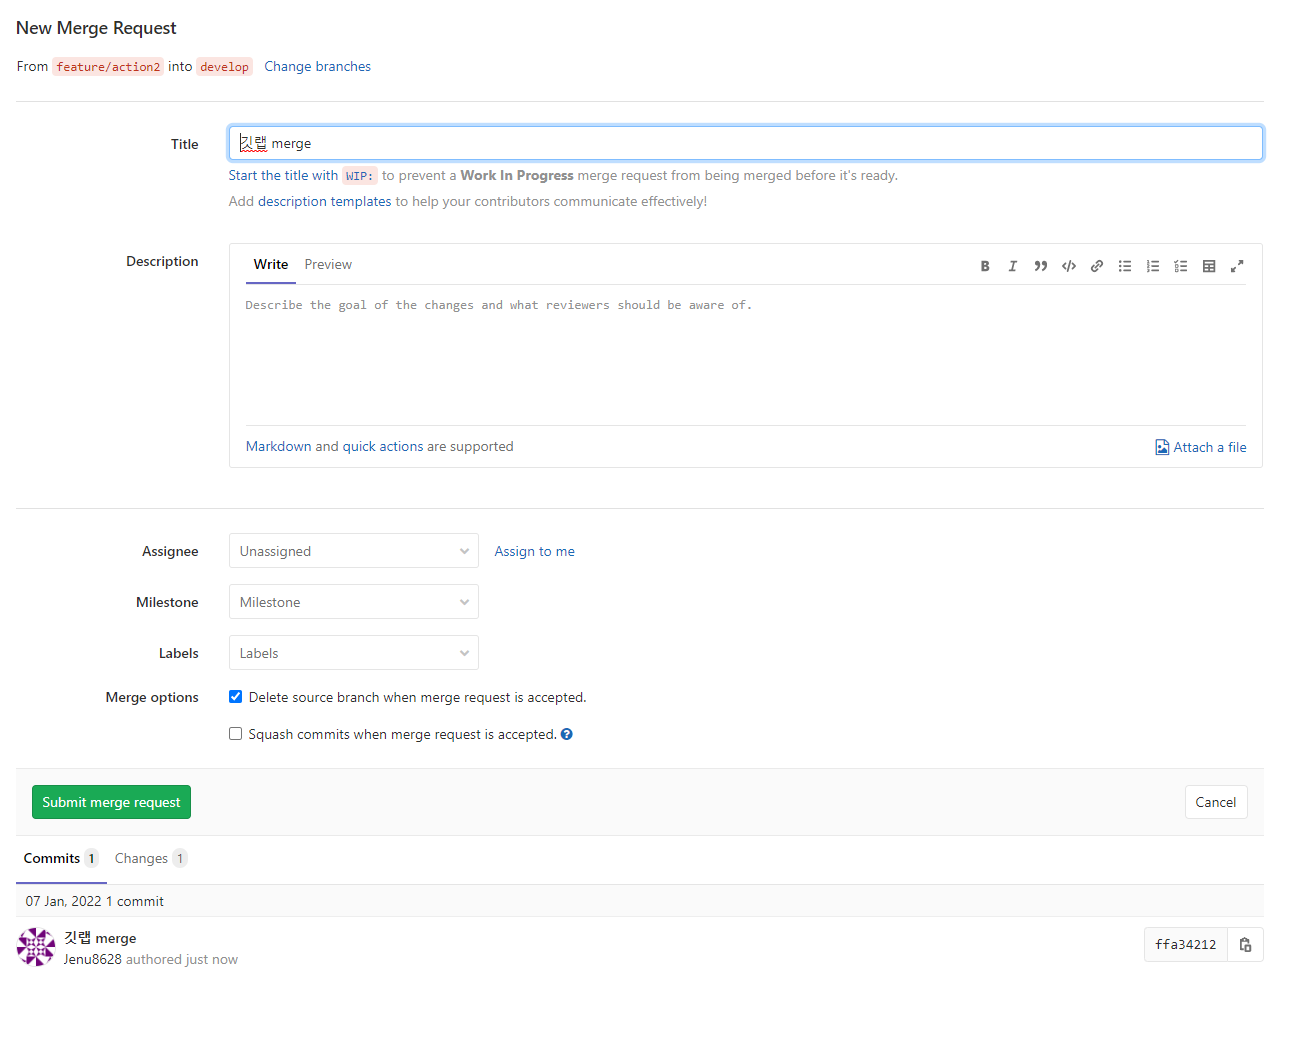 New Merge Request
From feature/action2 into develop Change branches
Title
깃랩 merge
Start the title with WIP: to prevent a Work In Progress merge request from being merged before it's ready.
Add description templates to help your contributors communicate effectively!
Description
Write Preview
Describe the goal of the changes and what reviewers should be aware of.
Markdown and quick actions are supported
Attach a file
Assignee
Unassigned
Assign to me
Milestone
Milestone
Labels
Labels
Merge options
Delete source branch when merge request is accepted.
Squash commits when merge request is accepted.
Submit merge request
Cancel
Commits 1 Changes 1
07 Jan, 2022 1 commit
깃랩 merge
Jenu8628 authored just now
ffa34212